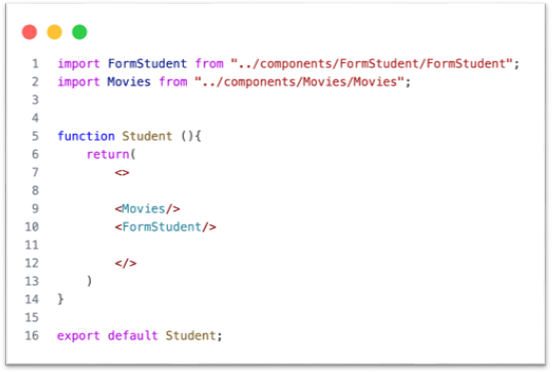 1 import FormStudent from "../components/FormStudent/FormStudent";
2 import Movies from "../components/Movies/Movies";
3
4
5 function Student (){
6     return(
7         <>
8
9         <Movies/>
10         <FormStudent/>
11
12         </>
13     )
14 }
15
16 export default Student;